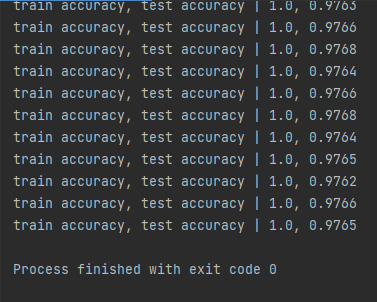 train accuracy, test accuracy | 1.0, 0.9763
train accuracy, test accuracy | 1.0, 0.9766
train accuracy, test accuracy | 1.0, 0.9768
train accuracy, test accuracy | 1.0, 0.9764
train accuracy, test accuracy | 1.0, 0.9766
train accuracy, test accuracy | 1.0, 0.9768
train accuracy, test accuracy | 1.0, 0.9764
train accuracy, test accuracy | 1.0, 0.9765
train accuracy, test accuracy | 1.0, 0.9762
train accuracy, test accuracy | 1.0, 0.9766
train accuracy, test accuracy | 1.0, 0.9765
Process finished with exit code 0